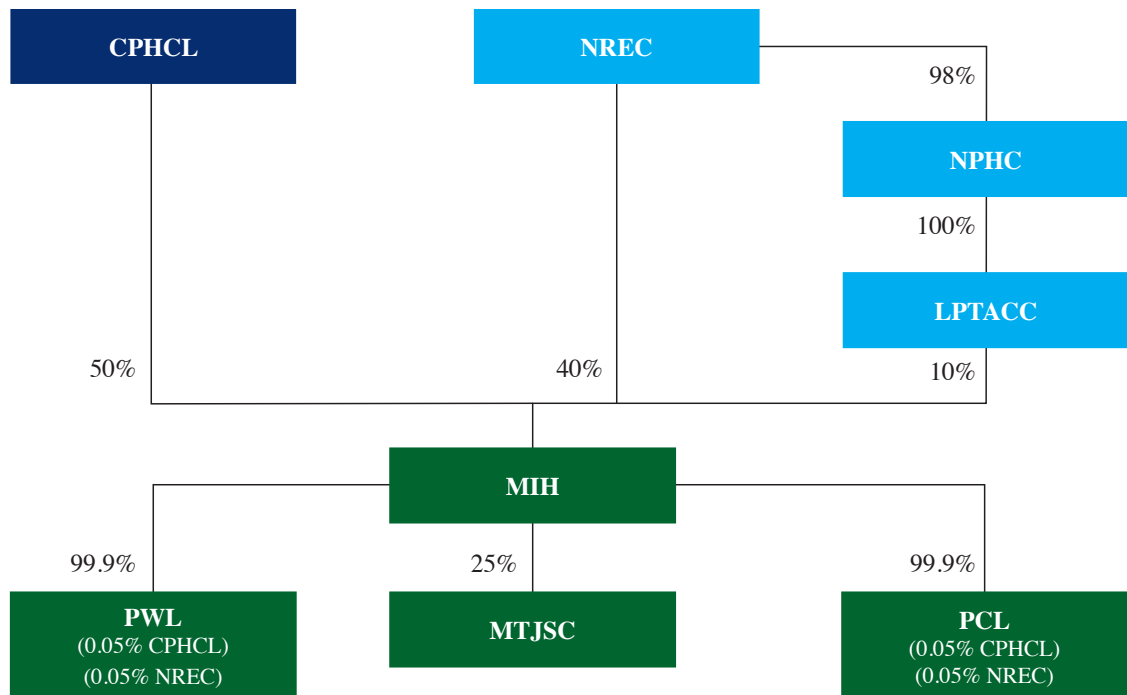 CPHCL
NREC
98%
NPHC
100%
LPTACC
50%
40%
10%
MIH
99.9%
25%
99.9%
PWL
(0.05% CPHCL)
(0.05% NREC)
MTJSC
PCL
(0.05% CPHCL)
(0.05% NREC)